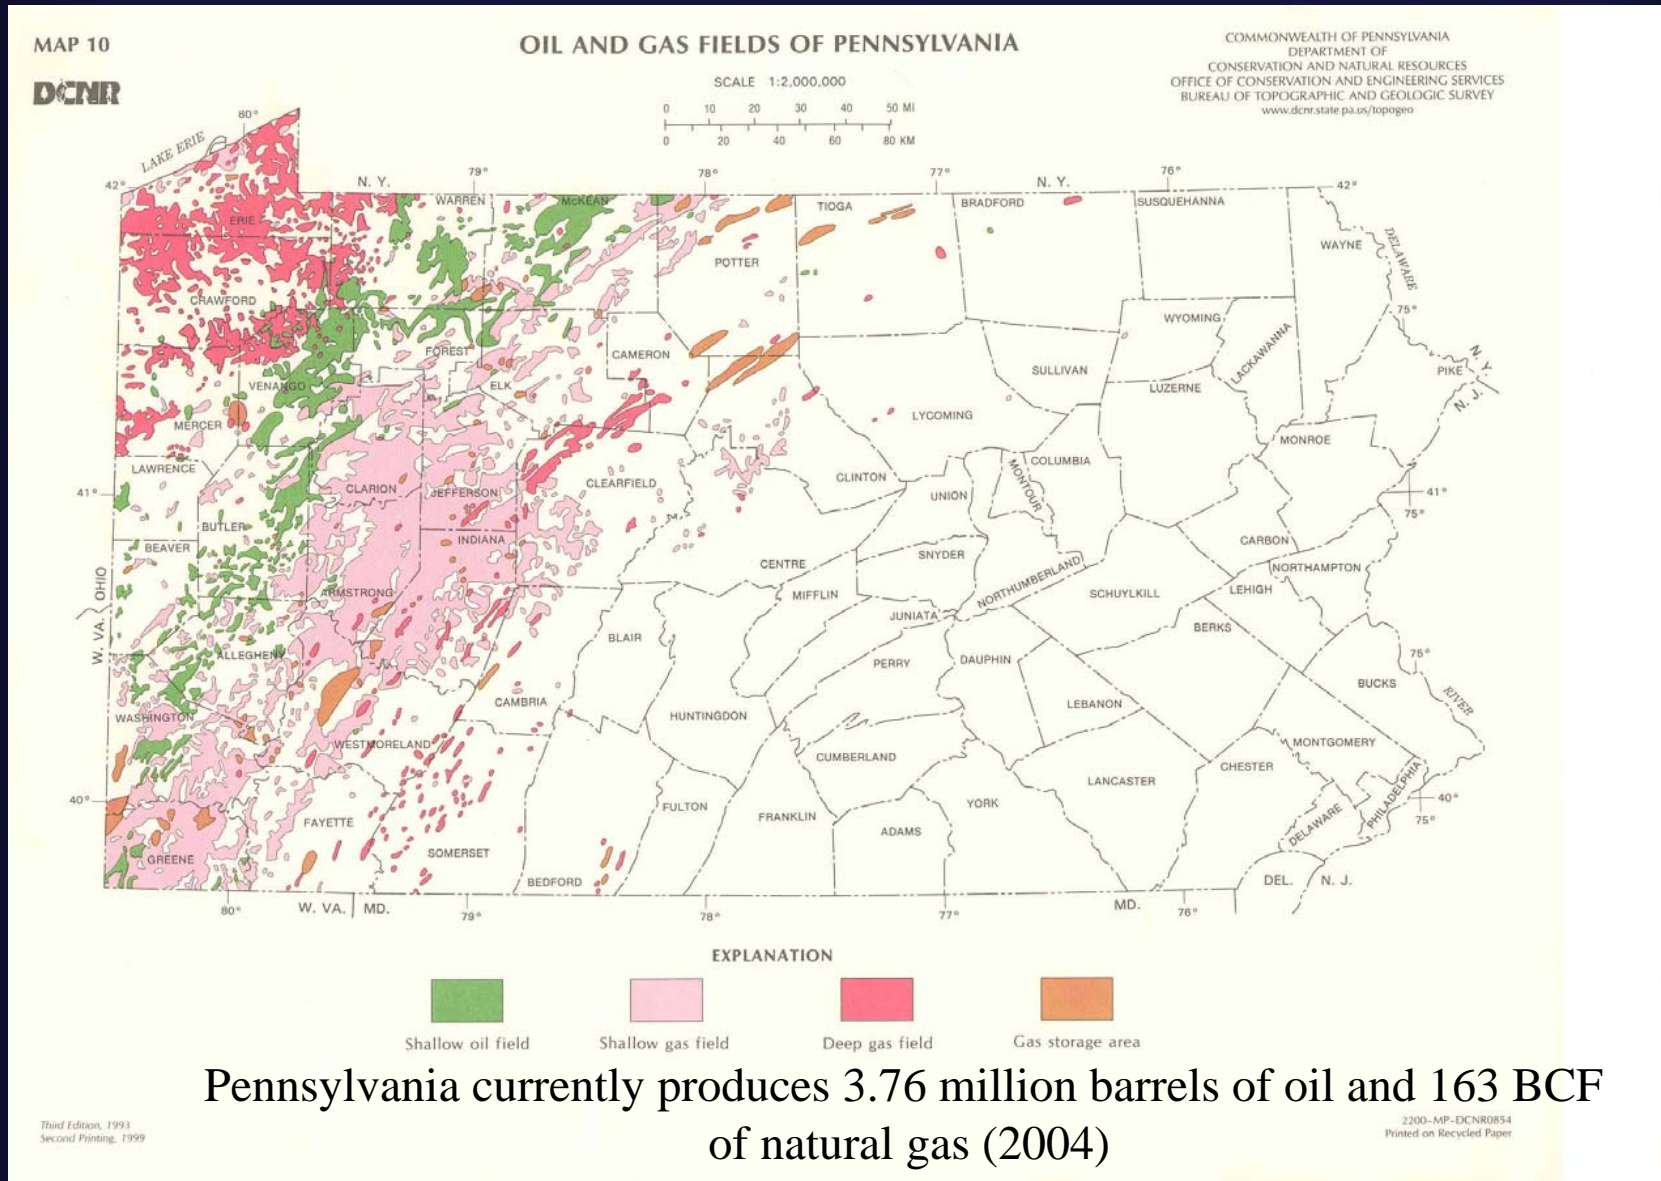 MAP 10
DCNR
OIL AND GAS FIELDS OF PENNSYLVANIA
SCALE 1:2,000,000
0 10 20 30 40 50 MI
0 20 40 60 80 KM
COMMONWEALTH OF PENNSYLVANIA
DEPARTMENT OF
CONSERVATION AND NATURAL RESOURCES
OFFICE OF CONSERVATION AND ENGINEERING SERVICES
BUREAU OF TOPOGRAPHIC AND GEOLOGIC SURVEY
www.dcnr.state.pa.us/topogeo
80°
LAKE ERIE
42°
N. Y.
79°
78°
77°
N. Y.
76°
42°
WARREN
McKEAN
TIOGA
BRADFORD
SUSQUEHANNA
ERIE
WAYNE
DELAWARE
POTTER
CRAWFORD
75°
WYOMING
LACKAWANNA
FOREST
CAMERON
N. Y.
N. J.
PIKE
SULLIVAN
VENANGO
ELK
LUZERNE
LYCOMING
MERCER
MONROE
LAWRENCE
COLUMBIA
CLINTON
CLEARFIELD
MONTOUR
41°
CLARION
JEFFERSON
UNION
41°
75°
BUTLER
INDIANA
CARBON
BEAVER
SNYDER
CENTRE
NORTHAMPTON
OHIO
W. VA.
ARMSTRONG
MIFFLIN
NORTHUMBERLAND
SCHUYLKILL
LEHIGH
JUNIATA
BERKS
BLAIR
ALLEGHENY
PERRY
DAUPHIN
75°
BUCKS
RIVER
CAMBRIA
LEBANON
WASHINGTON
HUNTINGDON
WESTMORELAND
MONTGOMERY
CUMBERLAND
CHESTER
LANCASTER
PHILADELPHIA
40°
FULTON
YORK
40°
75°
FAYETTE
FRANKLIN
ADAMS
DELAWARE
SOMERSET
GREENE
BEDFORD
DEL.
N. J.
80°
W. VA.
MD.
79°
78°
77°
MD.
76°
EXPLANATION
Shallow oil field
Shallow gas field
Deep gas field
Gas storage area
Pennsylvania currently produces 3.76 million barrels of oil and 163 BCF
of natural gas (2004)
Third Edition, 1993
Second Printing, 1999
2200-MP-DCNR0854
Printed on Recycled Paper